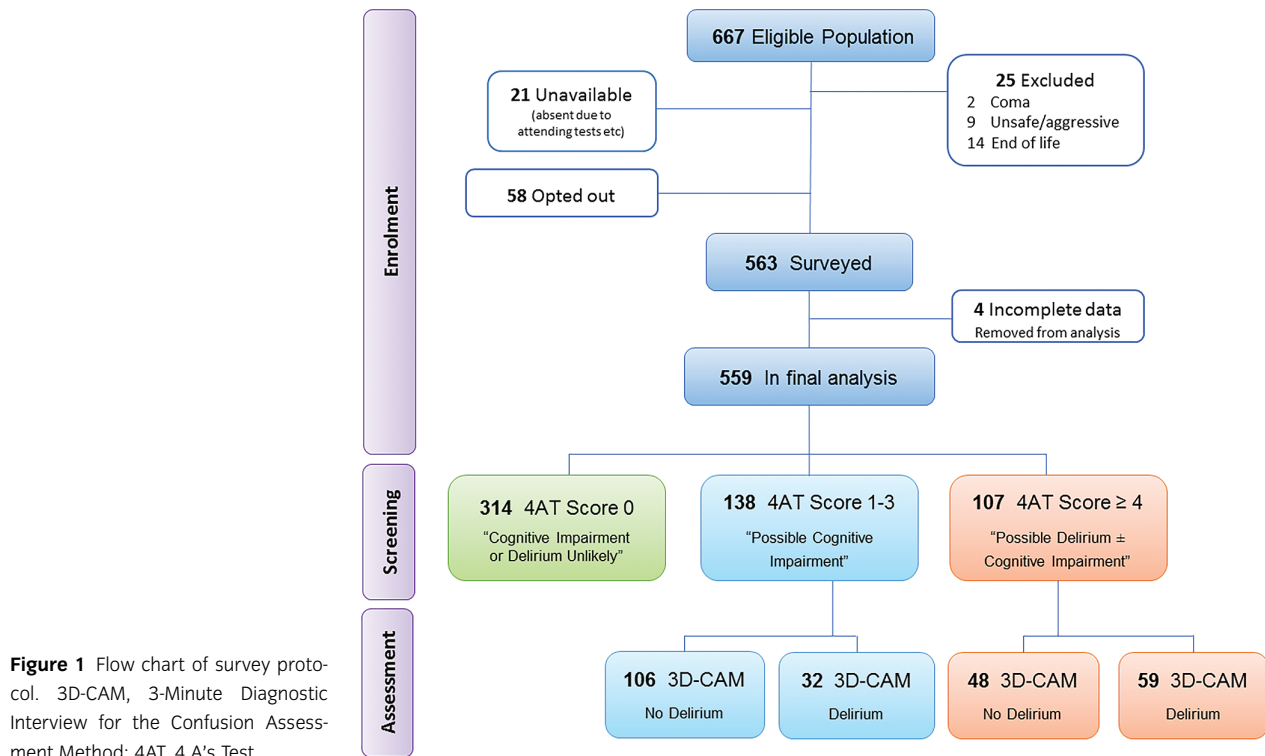 667 Eligible Population
21 Unavailable
(absent due to
attending tests etc)
25 Excluded
2 Coma
9 Unsafe/aggressive
14 End of life
58 Opted out
Enrolment
563 Surveyed
4 Incomplete data
Removed from analysis
559 In final analysis
Screening
314 4AT Score 0
“Cognitive Impairment
or Delirium Unlikely”
138 4AT Score 1-3
“Possible Cognitive
Impairment”
107 4AT Score ≥ 4
“Possible Delirium ±
Cognitive Impairment”
Assessment
106 3D-CAM
No Delirium
32 3D-CAM
Delirium
48 3D-CAM
No Delirium
59 3D-CAM
Delirium
Figure 1 Flow chart of survey proto-
col. 3D-CAM, 3-Minute Diagnostic
Interview for the Confusion Assess-
ment Method; 4AT, 4 A's Test